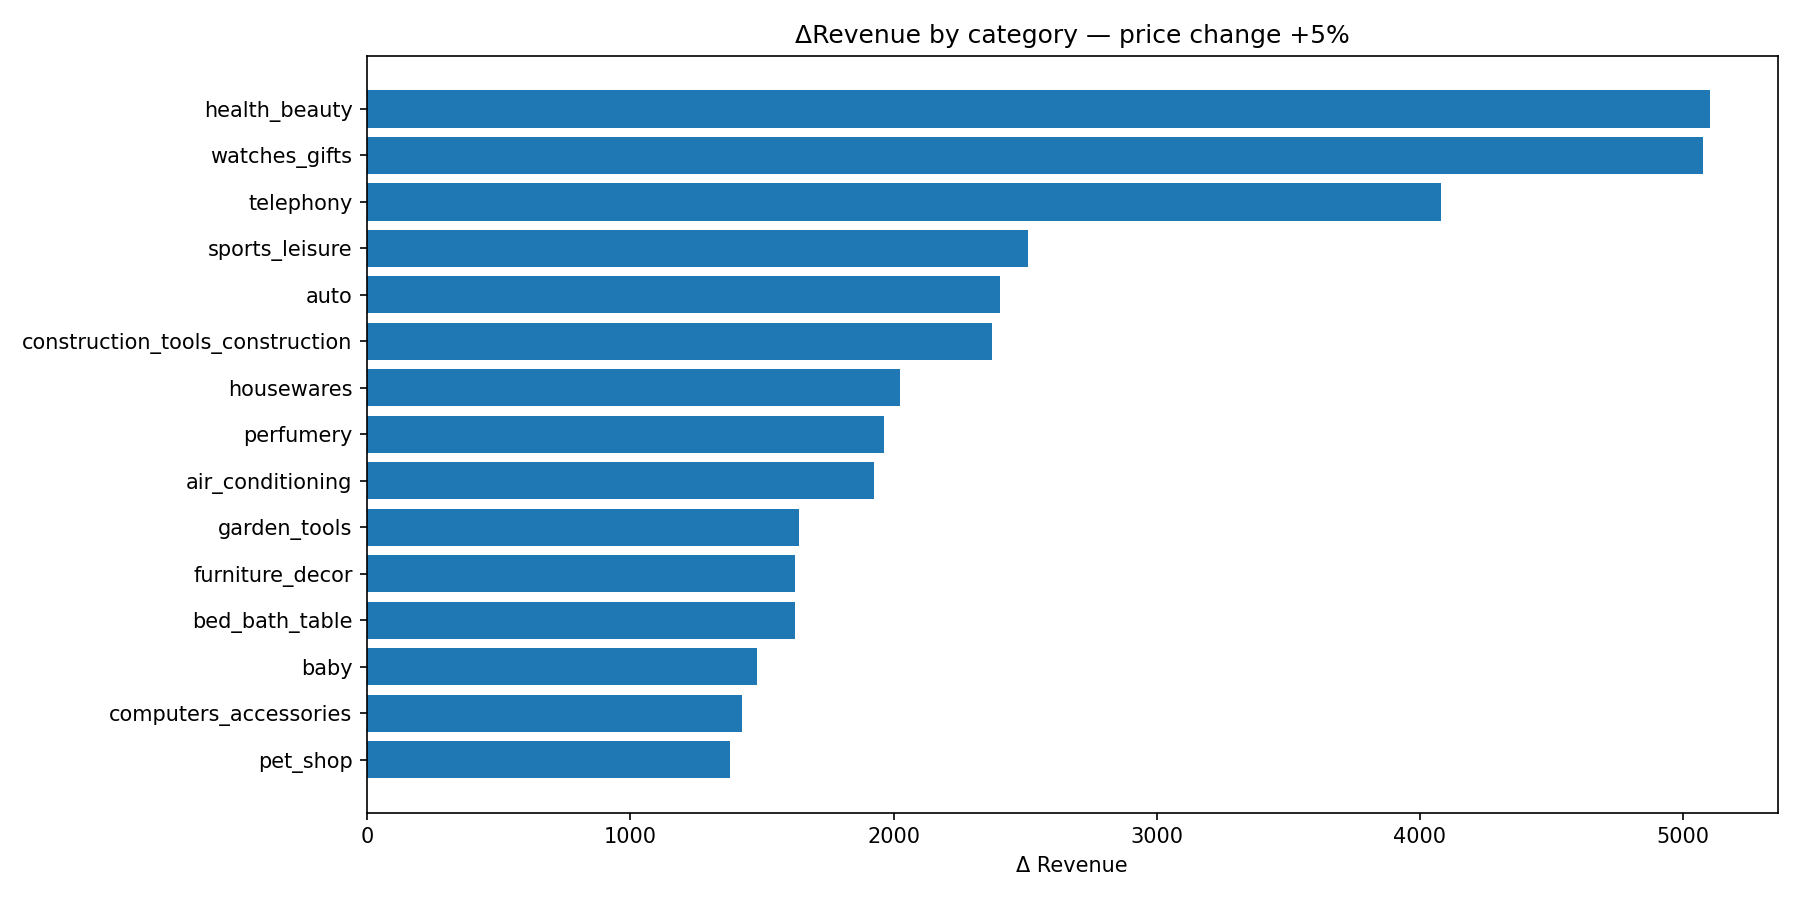 ΔRevenue by category — price change +5%
health_beauty
watches_gifts
telephony
sports_leisure
auto
construction_tools_construction
housewares
perfumery
air_conditioning
garden_tools
furniture_decor
bed_bath_table
baby
computers_accessories
pet_shop
0 1000 2000 3000 4000 5000
Δ Revenue